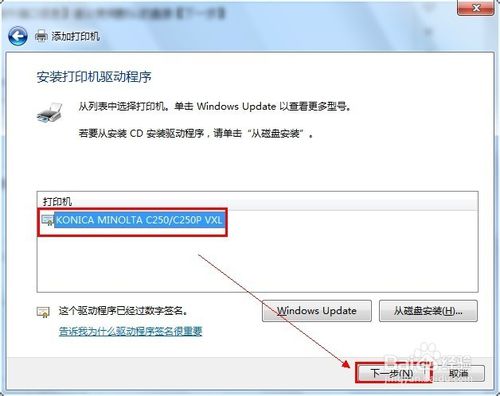 添加打印机
安装打印机驱动程序
从列表中选择打印机。单击 Windows Update 以查看更多型号。
若要从安装 CD 安装驱动程序，请单击“从磁盘安装”。
打印机
KONICA MINOLTA C250/C250P VXL
这个驱动程序已经过数字签名。
告诉我为什么驱动程序签名很重要
Windows Update
从磁盘安装(H)...
下一步(N)
取消